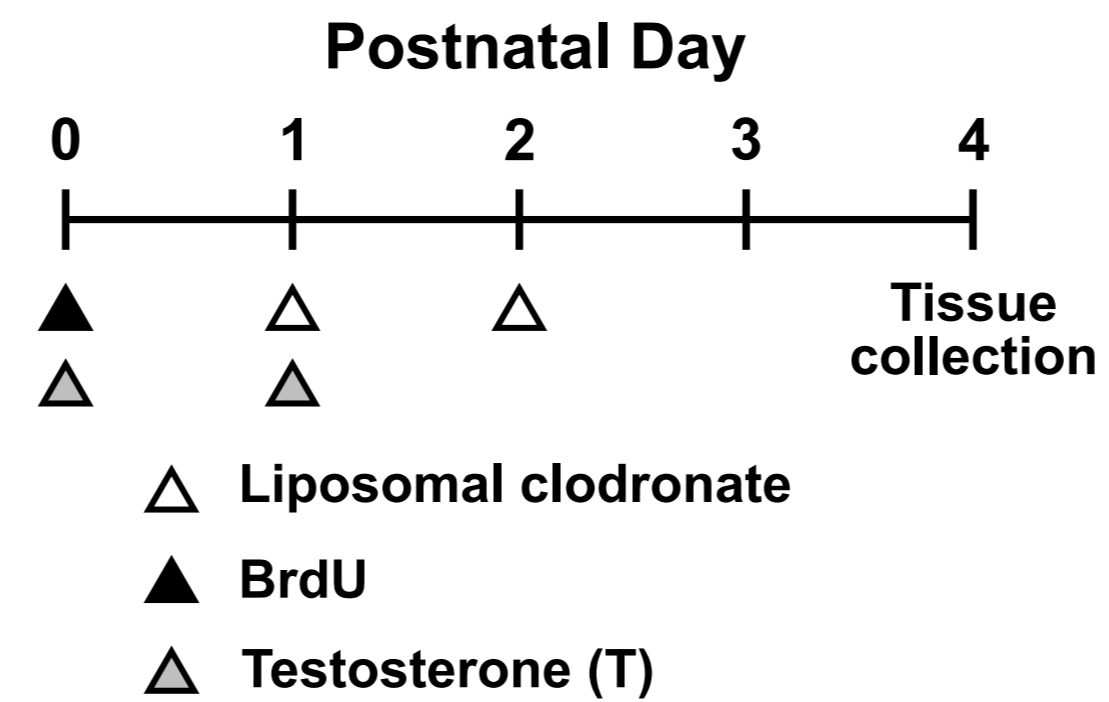 Postnatal Day
0 1 2 3 4
Tissue
collection
Liposomal clodronate
BrdU
Testosterone (T)